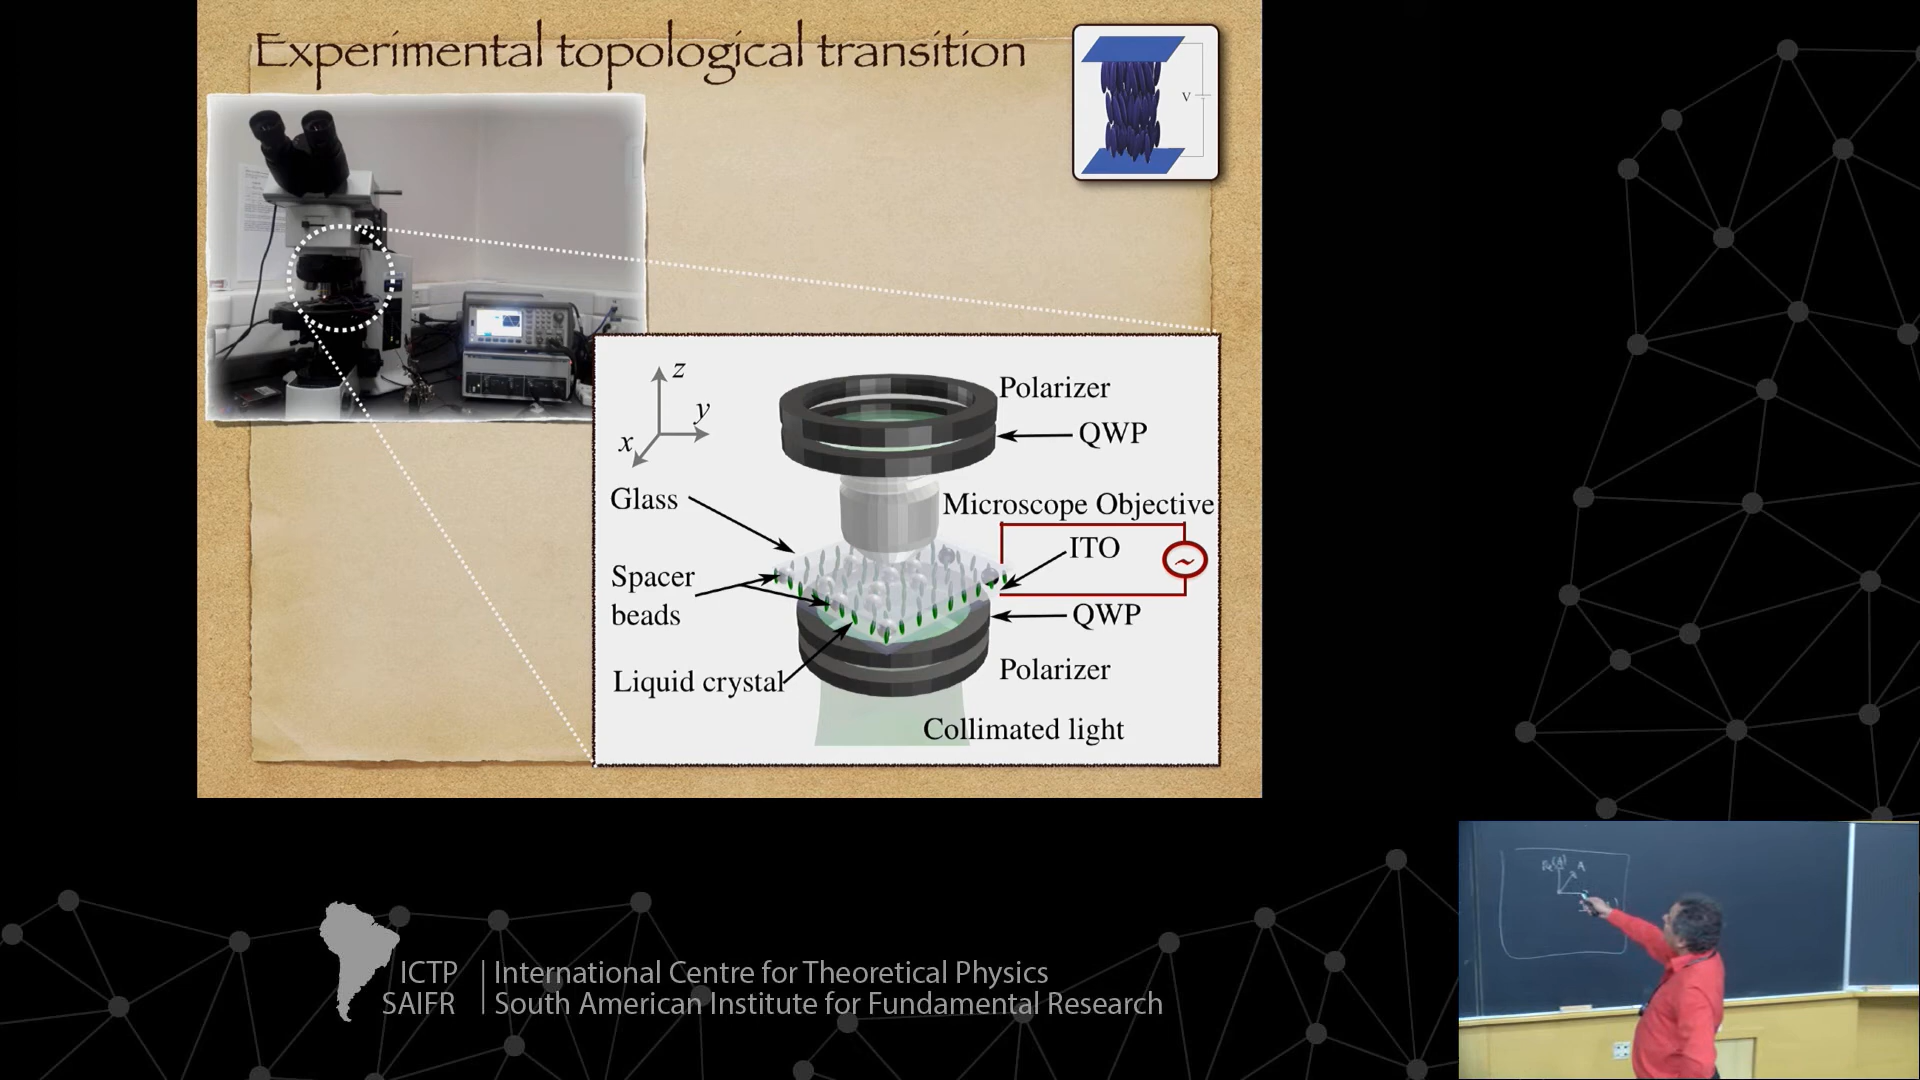 Experimental topological transition
V
z
y
x
Polarizer
QWP
Glass
Microscope Objective
ITO
~
Spacer
beads
QWP
Liquid crystal
Polarizer
Collimated light
A
ICTP
SAIFR
International Centre for Theoretical Physics
South American Institute for Fundamental Research